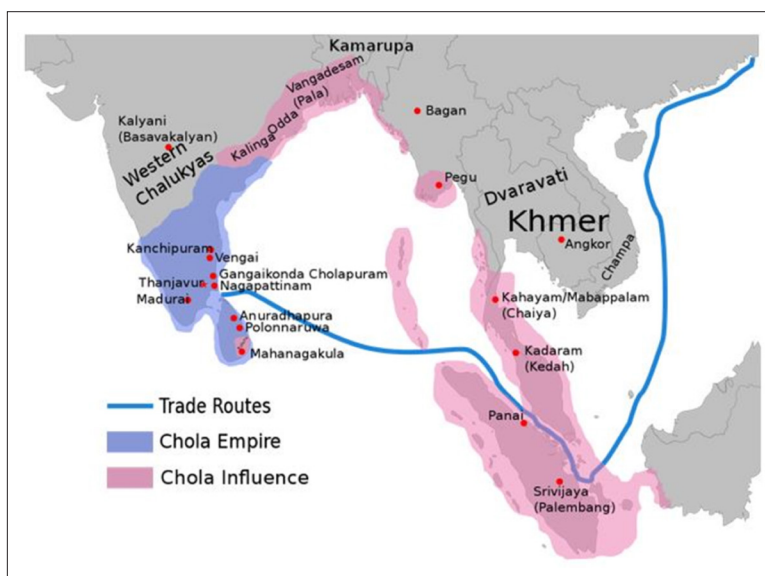 Kamarupa
Vangadesam
(Pala)
Odda
Kalinga
Kalyani
(Basavakalyan)
Western
Chalukyas
Bagan
Pegu
Dvaravati
Khmer
Angkor
Champa
Kanchipuram
Vengai
Gangaikonda Cholapuram
Thanjavur
Nagapattinam
Madurai
Anuradhapura
Polonnaruwa
Mahanagakula
Kahayam/Mabappalam
(Chaiya)
Kadaram
(Kedah)
Panai
Srivijaya
(Palembang)
Trade Routes
Chola Empire
Chola Influence